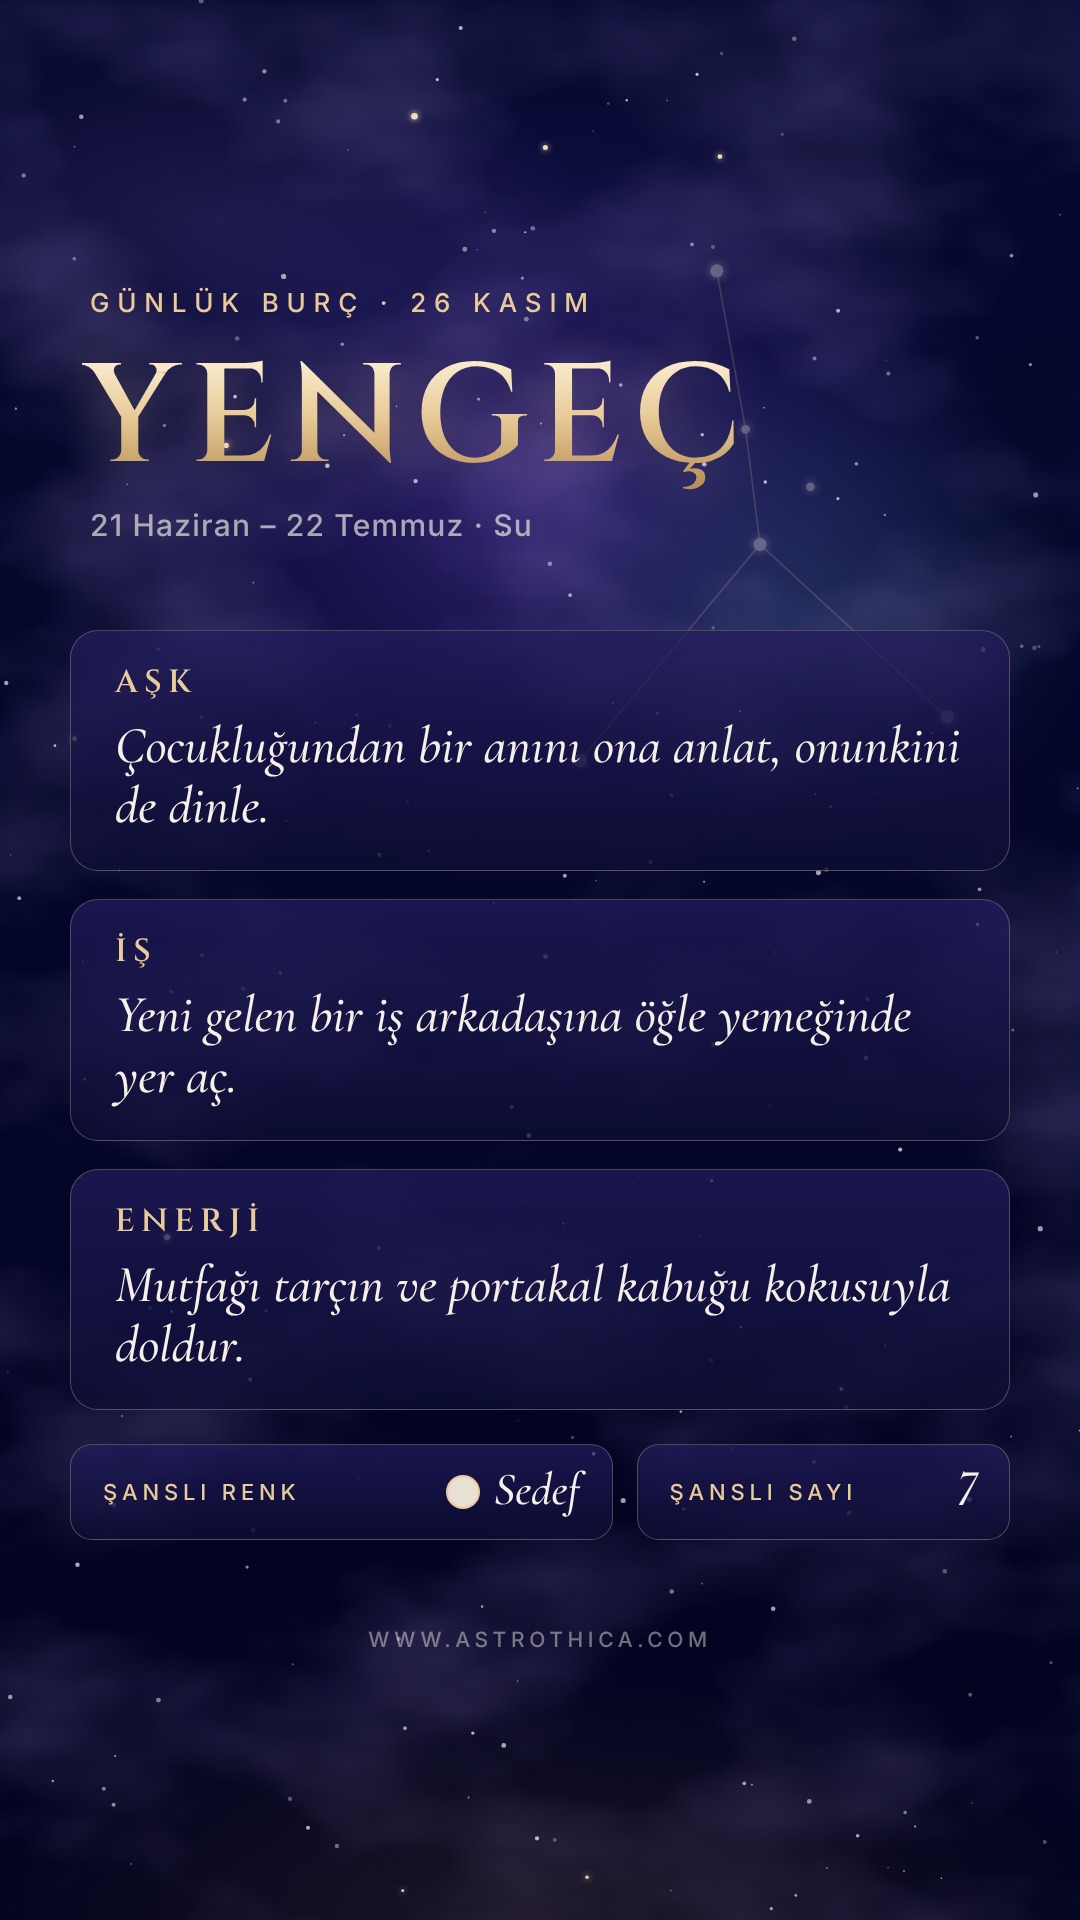 GÜNLÜK BURÇ · 26 KASIM
YENGEÇ
21 Haziran – 22 Temmuz · Su
AŞK
Çocukluğundan bir anını ona anlat, onunkini
de dinle.
İŞ
Yeni gelen bir iş arkadaşına öğle yemeğinde
yer aç.
ENERJİ
Mutfağı tarçın ve portakal kabuğu kokusuyla
doldur.
ŞANSLI RENK Sedef
ŞANSLI SAYI 7
WWW.ASTROTHICA.COM